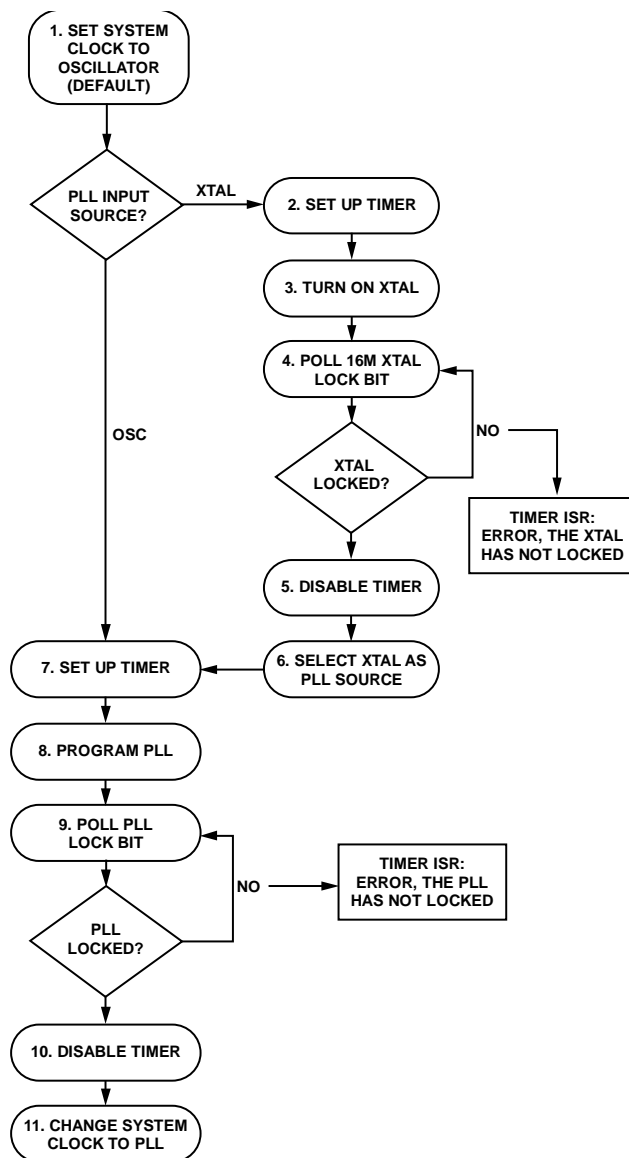 1. SET SYSTEM
CLOCK TO
OSCILLATOR
(DEFAULT)
PLL INPUT
SOURCE?
XTAL
2. SET UP TIMER
3. TURN ON XTAL
4. POLL 16M XTAL
LOCK BIT
OSC
NO
XTAL
LOCKED?
TIMER ISR:
ERROR, THE XTAL
HAS NOT LOCKED
5. DISABLE TIMER
6. SELECT XTAL AS
PLL SOURCE
7. SET UP TIMER
8. PROGRAM PLL
9. POLL PLL
LOCK BIT
NO
TIMER ISR:
ERROR, THE PLL
HAS NOT LOCKED
PLL
LOCKED?
10. DISABLE TIMER
11. CHANGE SYSTEM
CLOCK TO PLL